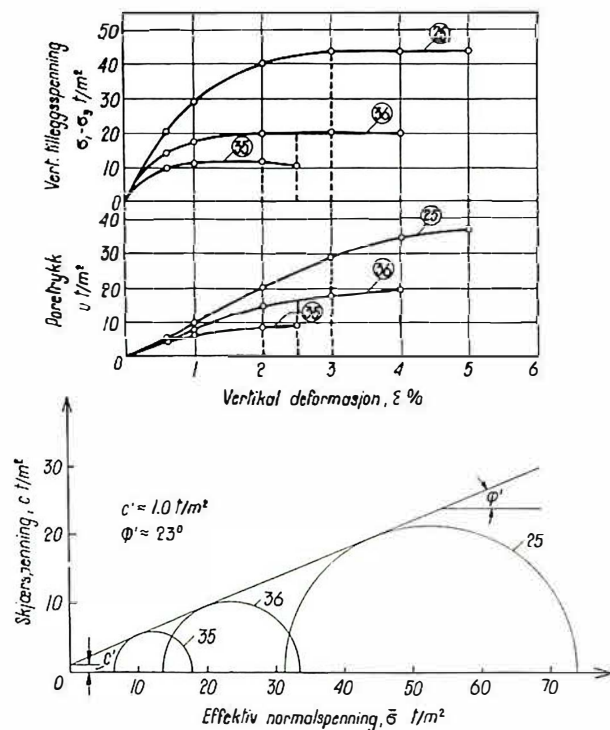 50
40
30
20
10
0
Vert. tilleggsspenning
σ₁-σ₃ t/m²
25
36
35
40
30
20
10
0
Poretrykk
u t/m²
25
36
35
0 1 2 3 4 5 6
Vertikal deformasjon, ε %
Skjærspenning, c t/m²
30
20
10
0
c' = 1.0 t/m²
φ' = 23°
φ'
25
36
35
c'
0 10 20 30 40 50 60 70
Effektiv normalspenning, σ̄ t/m²